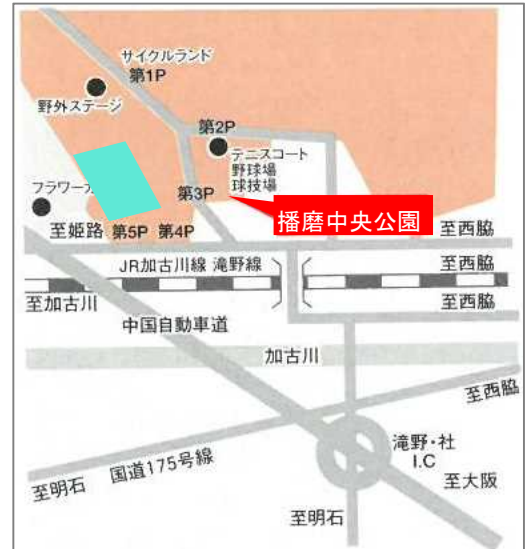 サイクルランド
第1P
野外ステージ
第2P
テニスコート
野球場
球技場
第3P
フラワーガ
播磨中央公園
至姫路
第5P
第4P
至西脇
JR加古川線 滝野線
至西脇
至加古川
至西脇
中国自動車道
加古川
至西脇
滝野・社
I.C
国道175号線
至明石
至大阪
至明石